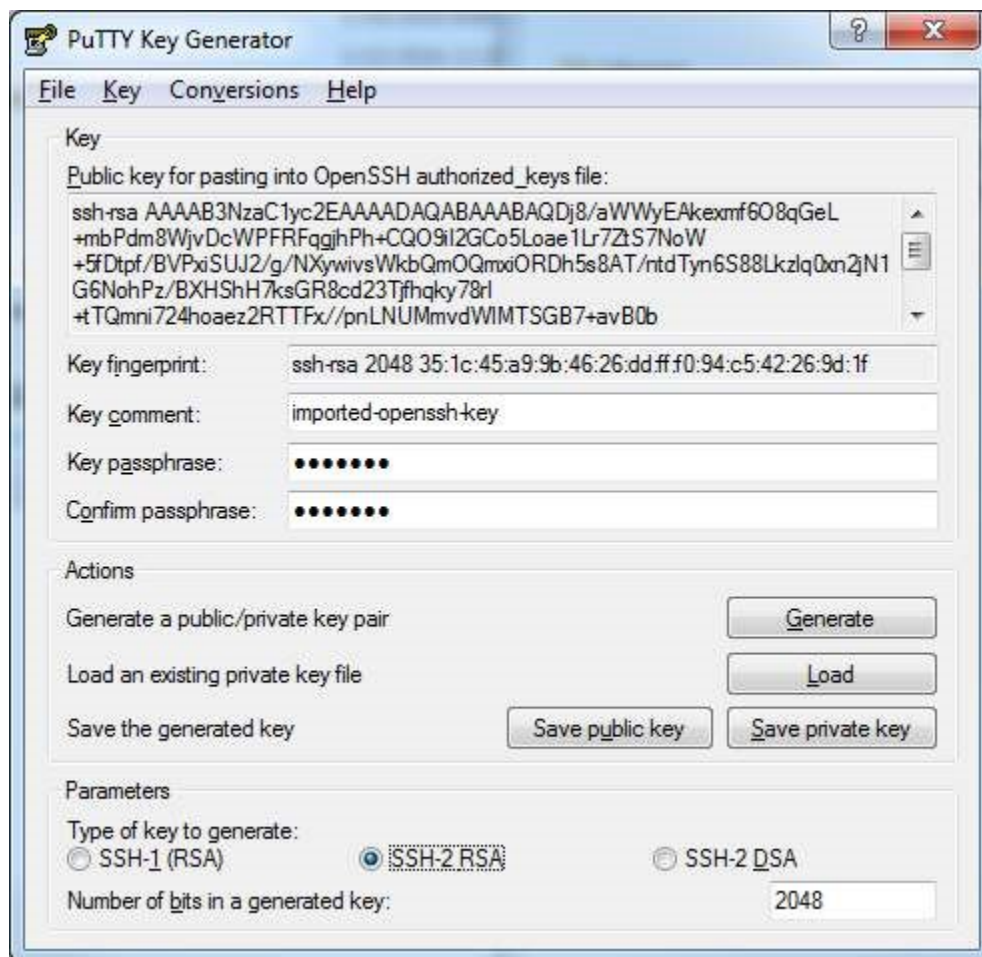 PuTTY Key Generator
File Key Conversions Help
Key
Public key for pasting into OpenSSH authorized_keys file:
ssh-rsa AAAAB3NzaC1yc2EAAAADAQABAAABAQDj8/aWWyEAkexmf6O8qGeL
+mbPdm8WjvDcWPFRFqgjhPh+CQO9iI2GCo5Loae1Lr7ZtS7NoW
+5fDtpf/BVPxiSUJ2/g/NXywivsWkbQmOQmxiORDh5s8AT/ntdTyn6S88Lkzlq0xn2jN1
G6NohPz/BXHShH7ksGR8cd23Tjfhqky78rl
+tTQmni724hoaez2RTTFx//pnLNUMmvdWlMTSGB7+avB0b
Key fingerprint: ssh-rsa 2048 35:1c:45:a9:9b:46:26:dd:ff:f0:94:c5:42:26:9d:1f
Key comment: imported-openssh-key
Key passphrase: •••••••
Confirm passphrase: •••••••
Actions
Generate a public/private key pair Generate
Load an existing private key file Load
Save the generated key Save public key Save private key
Parameters
Type of key to generate:
SSH-1 (RSA) SSH-2 RSA SSH-2 DSA
Number of bits in a generated key: 2048